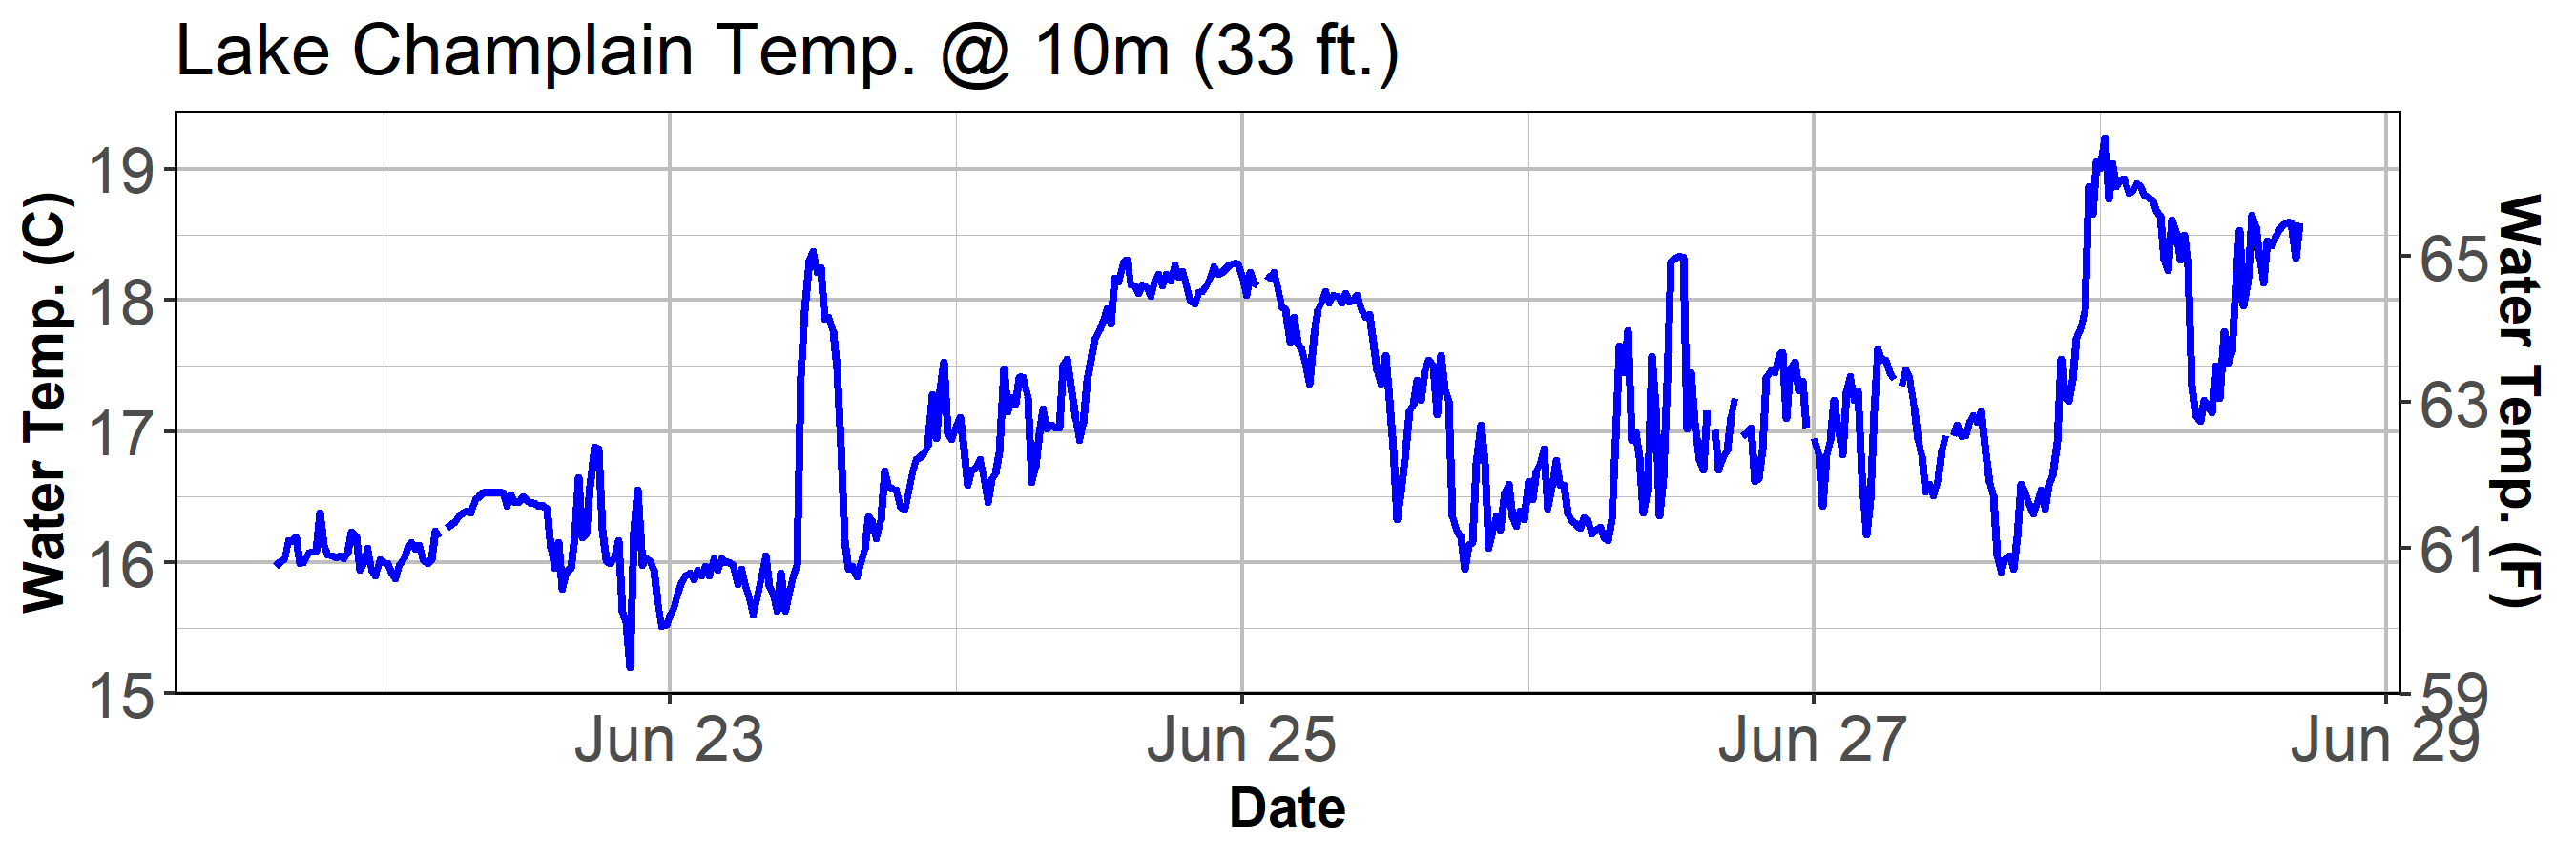 Lake Champlain Temp. @ 10m (33 ft.)
Water Temp. (C)
19
18
17
16
15
65
63
61
59
Water Temp. (F)
Jun 23
Jun 25
Jun 27
Jun 29
Date